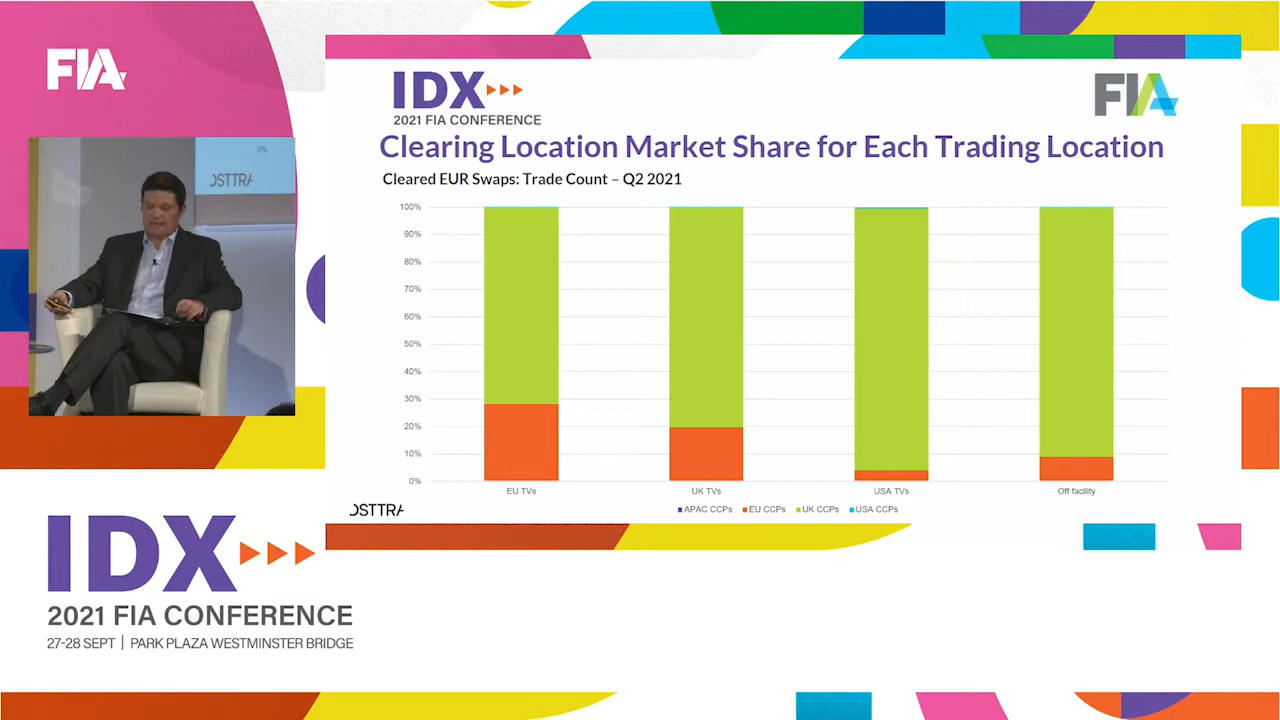 FIA
0%
OSTTRA
IDX
2021 FIA CONFERENCE
FIA
Clearing Location Market Share for Each Trading Location
Cleared EUR Swaps: Trade Count – Q2 2021
100%
90%
80%
70%
60%
50%
40%
30%
20%
10%
0%
EU TVs
UK TVs
USA TVs
Off facility
APAC CCPs
EU CCPs
UK CCPs
USA CCPs
OSTTRA
IDX
2021 FIA CONFERENCE
27-28 SEPT | PARK PLAZA WESTMINSTER BRIDGE